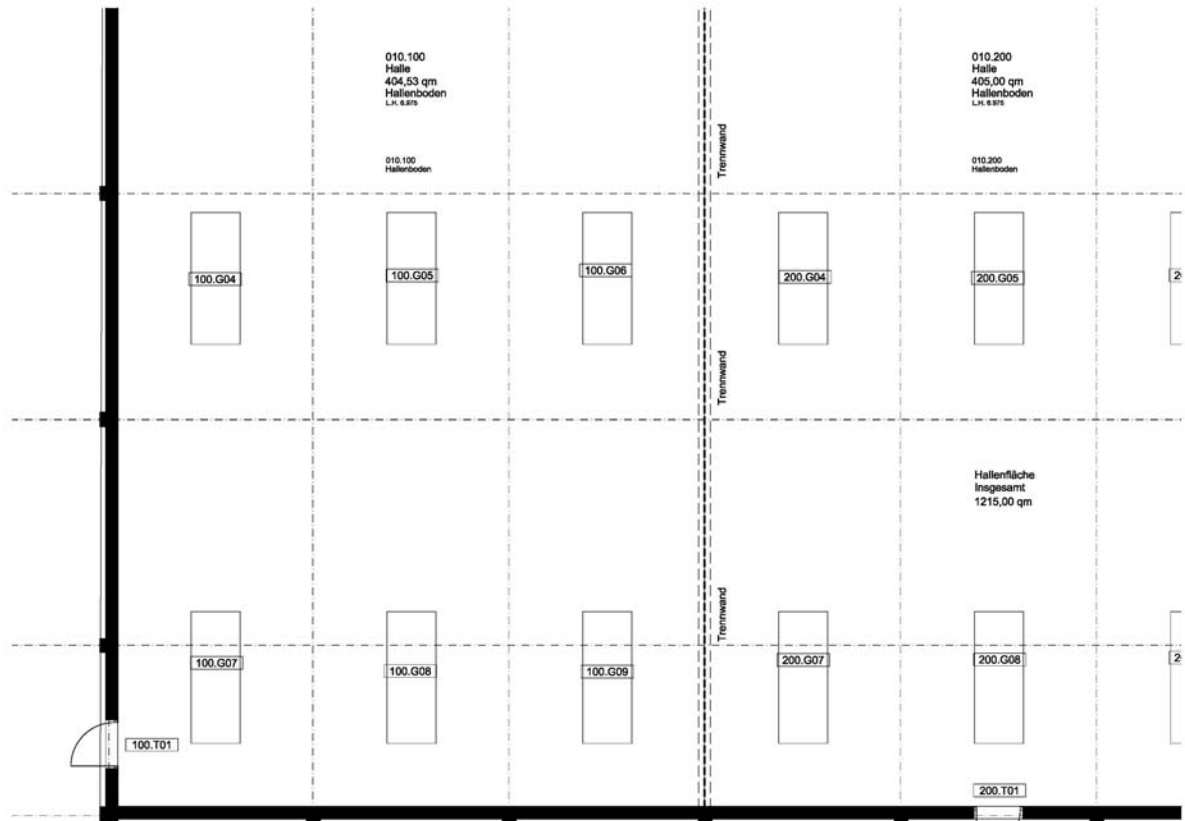 010.100
Halle
404,53 qm
Hallenboden
L.H. 6.975
010.200
Halle
405,00 qm
Hallenboden
L.H. 6.975
Trennwand
010.100
Hallenboden
010.200
Hallenboden
100.G04
100.G05
100.G06
200.G04
200.G05
Trennwand
Hallenfläche
Insgesamt
1215,00 qm
Trennwand
100.G07
100.G08
100.G09
200.G07
200.G08
100.T01
200.T01